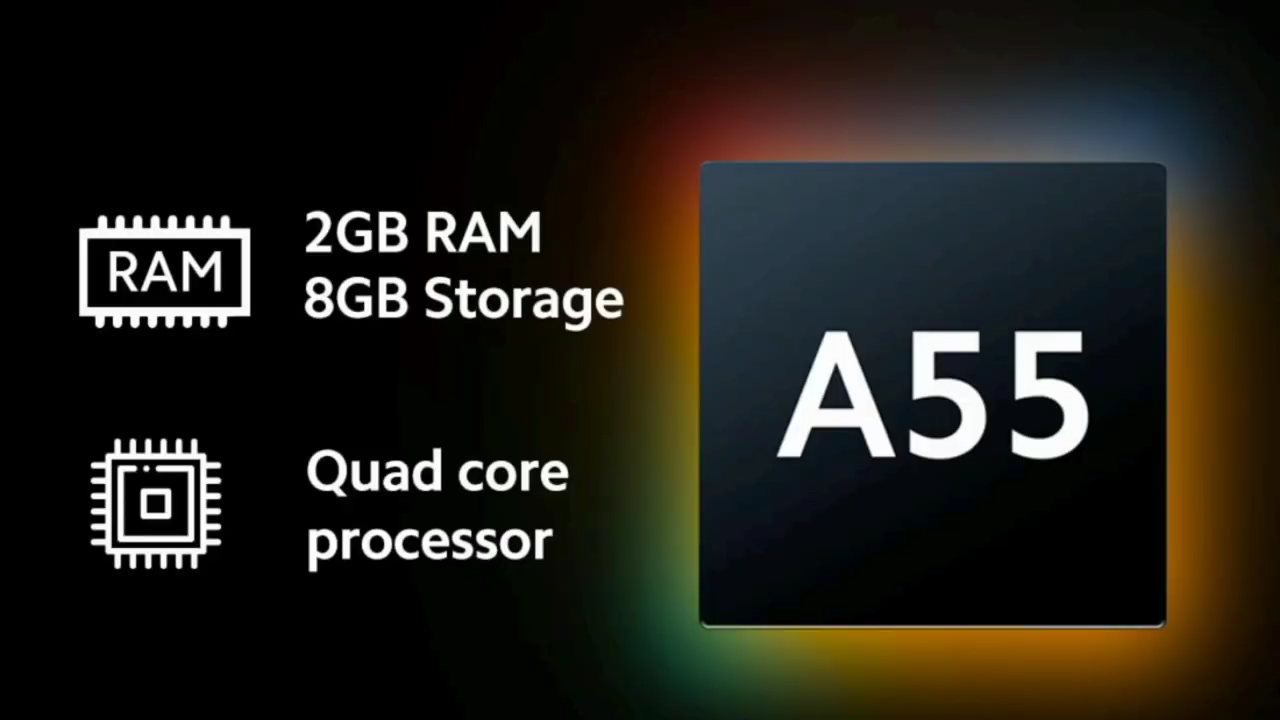 RAM
2GB RAM
8GB Storage
Quad core
processor
A55